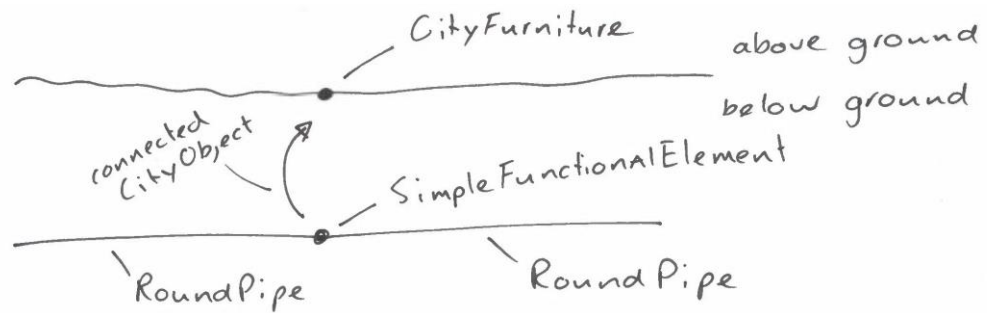 CityFurniture
above ground
below ground
connected
CityObject
SimpleFunctionalElement
RoundPipe
RoundPipe